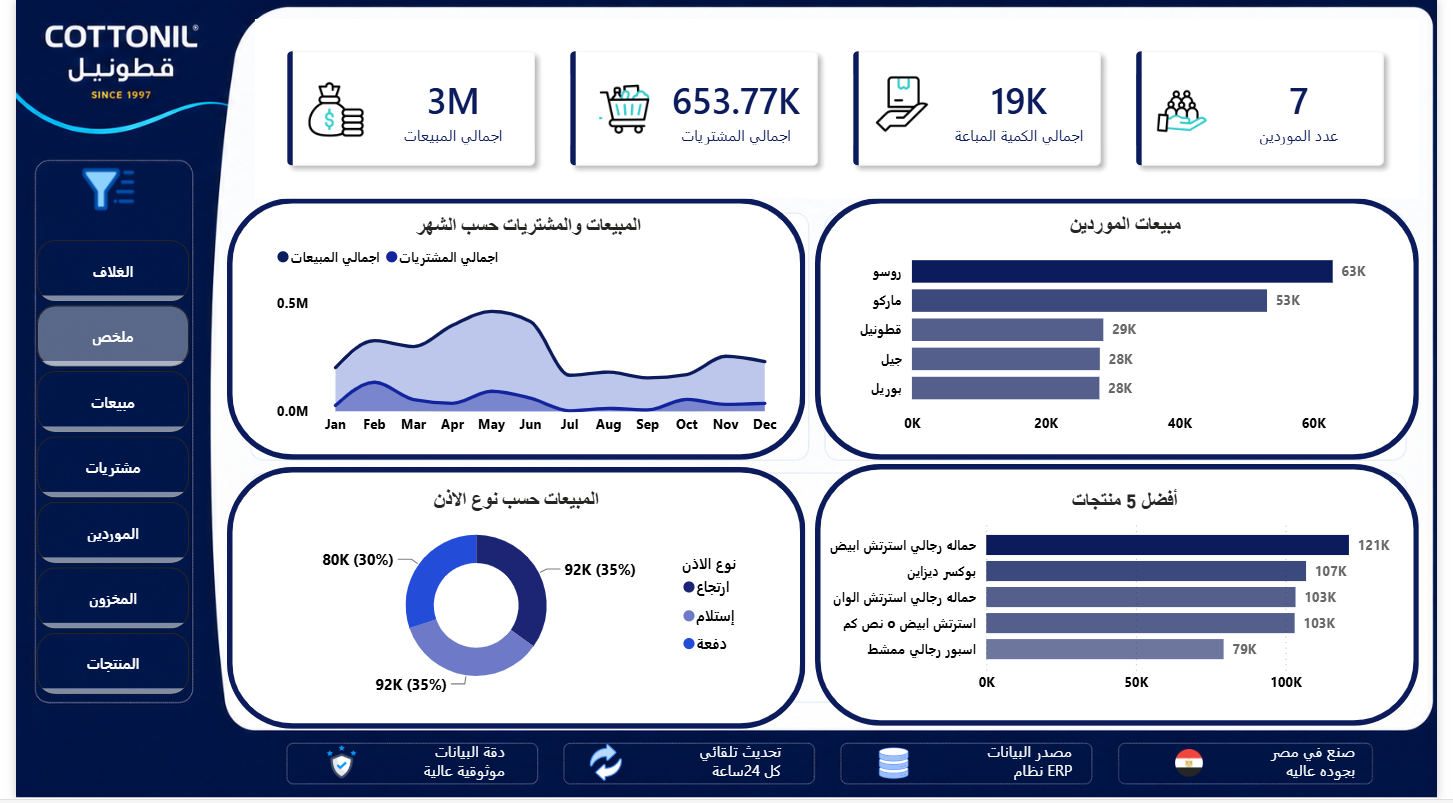 COTTONIL®
قطونيل
SINCE 1997
الغلاف
ملخص
مبيعات
مشتريات
الموردين
المخزون
المنتجات
3M
اجمالي المبيعات
653.77K
اجمالي المشتريات
19K
اجمالي الكمية المباعة
7
عدد الموردين
المبيعات والمشتريات حسب الشهر
اجمالي المبيعات
اجمالي المشتريات
0.5M
0.0M
Jan Feb Mar Apr May Jun Jul Aug Sep Oct Nov Dec
مبيعات الموردين
روسو 63K
ماركو 53K
قطونيل 29K
جيل 28K
بوريل 28K
0K 20K 40K 60K
المبيعات حسب نوع الاذن
80K (30%)
92K (35%)
92K (35%)
نوع الاذن
ارتجاع
إستلام
دفعة
أفضل 5 منتجات
حماله رجالي استرتش ابيض 121K
بوكسر ديزاين 107K
حماله رجالي استرتش الوان 103K
استرتش ابيض o نص كم 103K
اسبور رجالي ممشط 79K
0K 50K 100K
دقة البيانات
موثوقية عالية
تحديث تلقائي
كل 24ساعة
مصدر البيانات
ERP نظام
صنع في مصر
بجوده عاليه